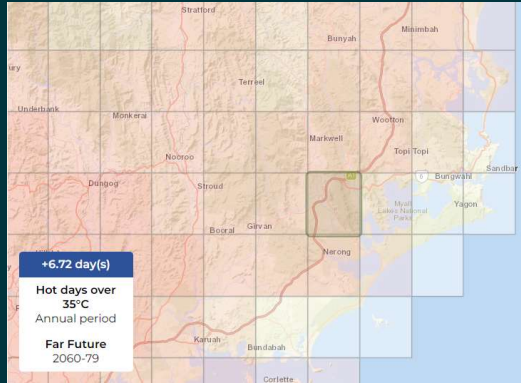 Stratford
Minimbah
Bunyah
ury
Terreel
Underbank
Monkerai
Wootton
Markwell
Topi Topi
Nooroo
Sandbar
Bungwahl
6
Dungog
Stroud
Myall
Lakes National
Park
Yagon
Girvan
Booral
Nerong
+6.72 day(s)
Hot days over
35°C
Annual period
Far Future
2060-79
Karuah
Bundabah
Corlette